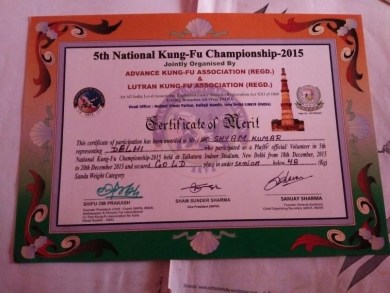 5th National Kung-Fu Championship-2015
Jointly Organised By
ADVANCE KUNG-FU ASSOCIATION (REGD.)
&
LUTRAN KUNG-FU ASSOCIATION (REGD.)
Certificate of Merit
This certificate of participation has been awarded to Mr. SHYAM KUMAR
representing DELHI who participated as a Player/ official Volunteer in 5th
National Kung-Fu Championship-2015 held at Talkatora Indoor Stadium, New Delhi from 18th December, 2015
to 20th December, 2015 and secured GOLD place in under SENIOR below 48 (Kg)
Sanda Weight Category
SHIFU OM PRAKASH
SHAM SUNDER SHARMA
SANJAY SHARMA